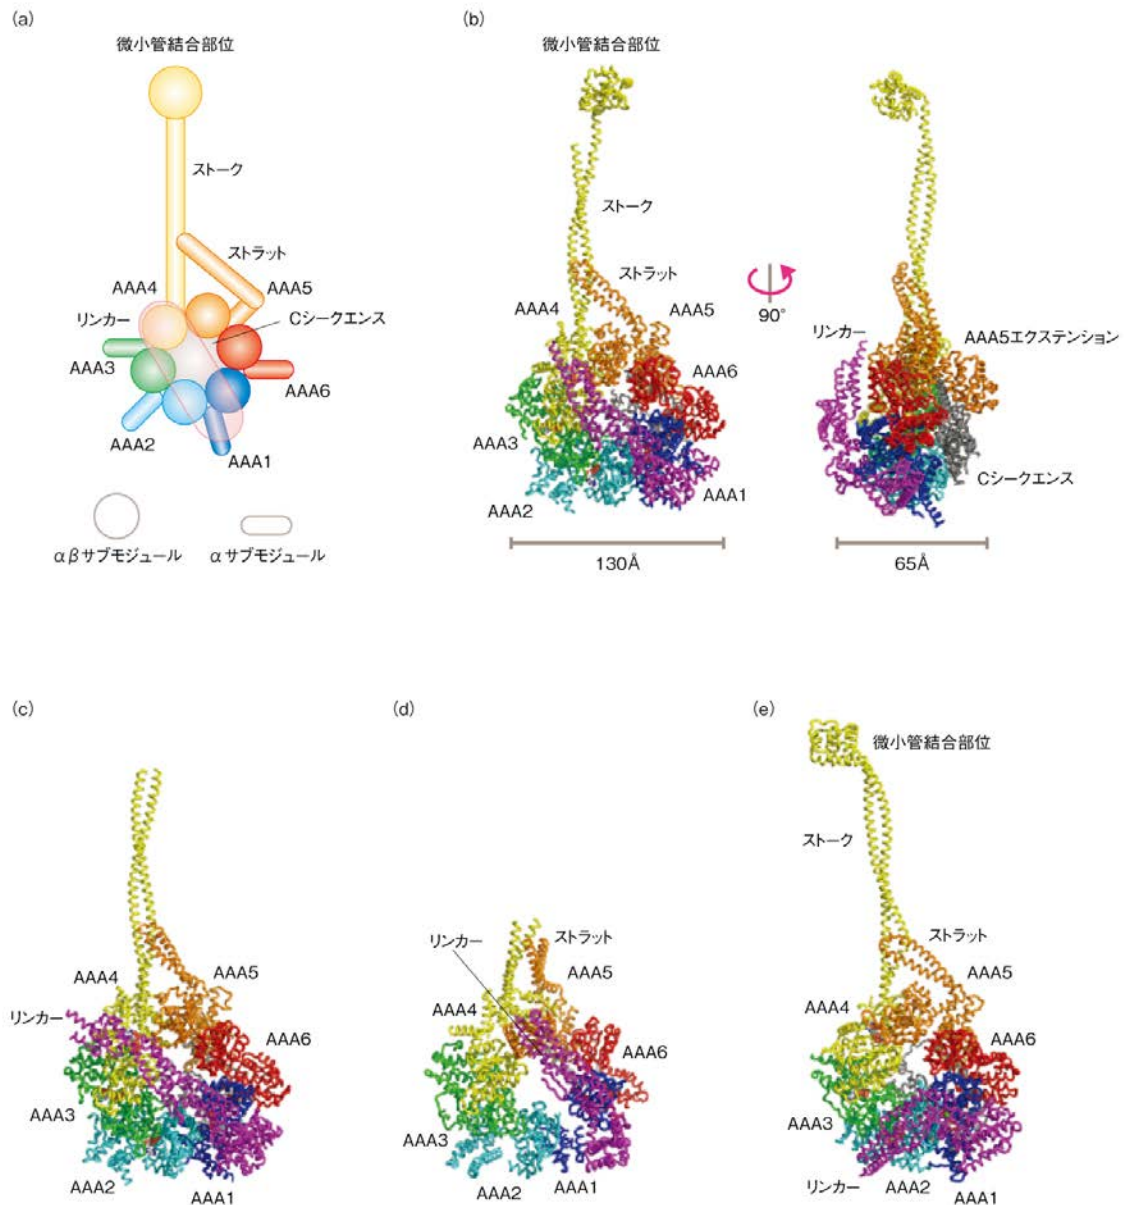 (a)
微小管結合部位
ストーク
ストラット
AAA4
AAA5
リンカー
Cシークエンス
AAA3
AAA6
AAA2
AAA1
αβサブモジュール
αサブモジュール
(b)
微小管結合部位
ストーク
ストラット
AAA4
AAA5
AAA6
AAA3
AAA2
AAA1
130Å
90°
リンカー
AAA5エクステンション
Cシークエンス
65Å
(c)
AAA4
AAA5
リンカー
AAA6
AAA3
AAA2
AAA1
(d)
リンカー
ストラット
AAA5
AAA4
AAA6
AAA3
AAA2
AAA1
(e)
微小管結合部位
ストーク
ストラット
AAA5
AAA4
AAA6
AAA3
リンカー
AAA2
AAA1